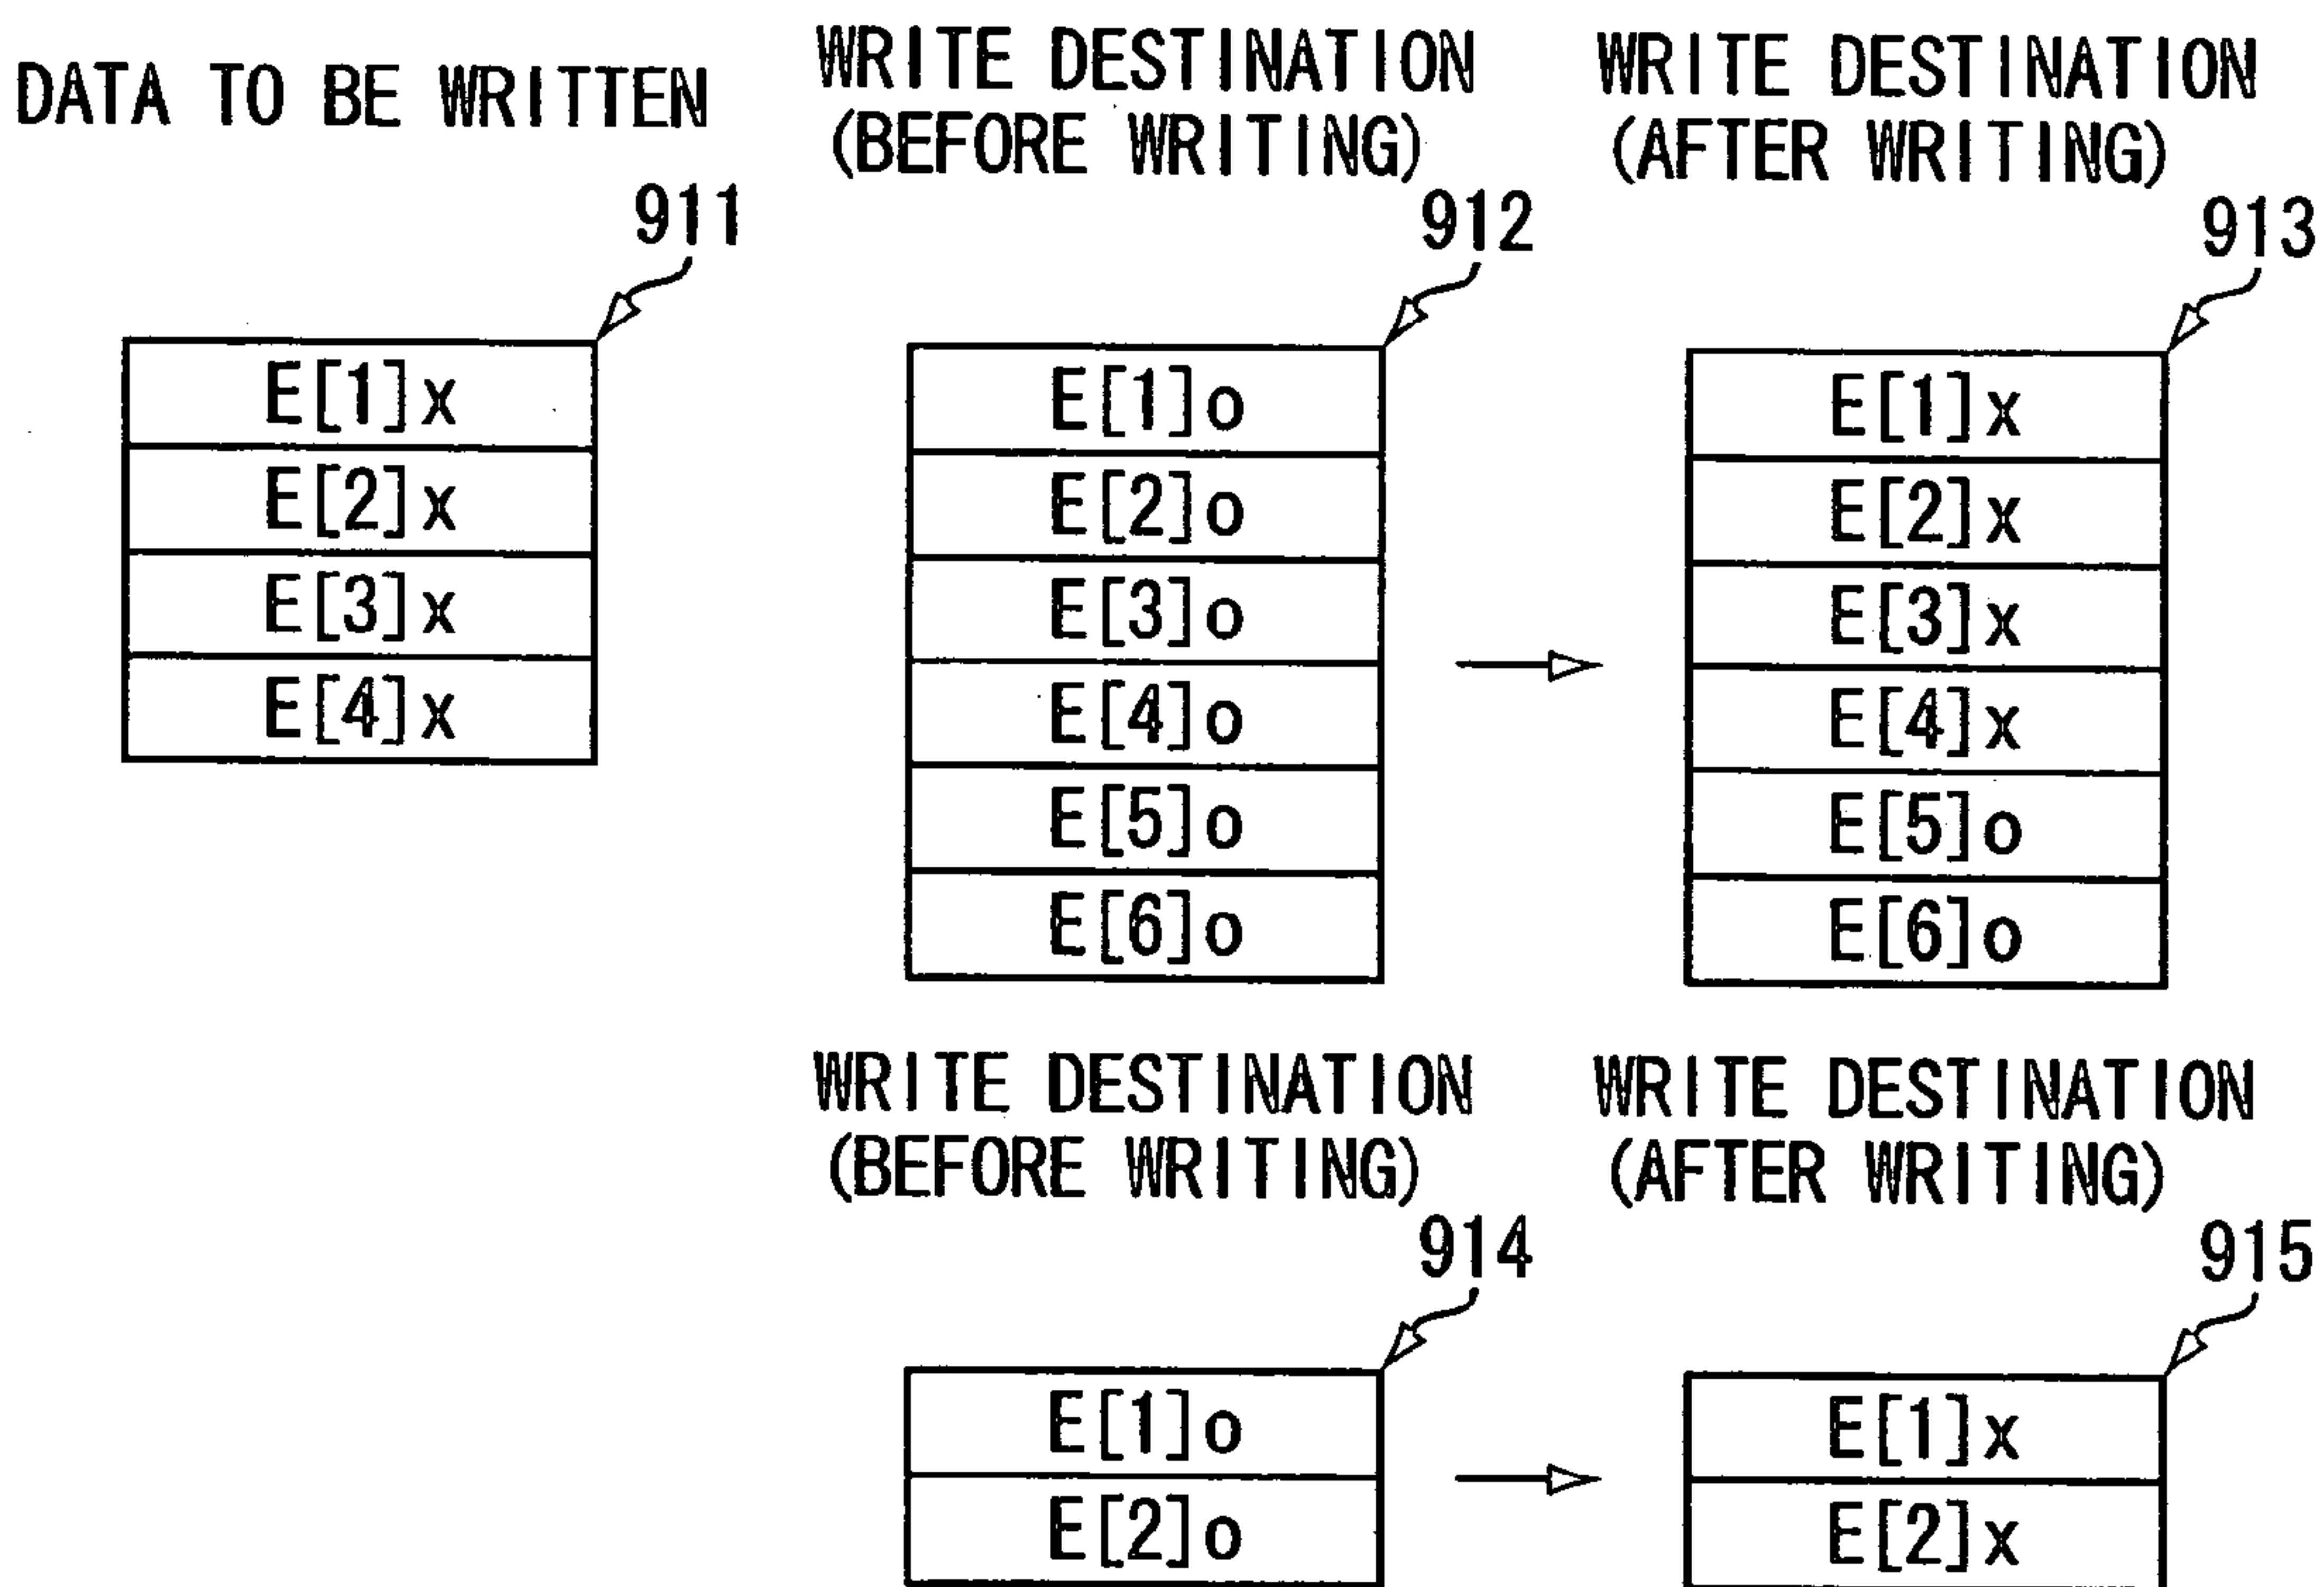 DATA TO BE WRITTEN
911
E[1]x
E[2]x
E[3]x
E[4]x
WRITE DESTINATION
(BEFORE WRITING)
912
E[1]o
E[2]o
E[3]o
E[4]o
E[5]o
E[6]o
WRITE DESTINATION
(AFTER WRITING)
913
E[1]x
E[2]x
E[3]x
E[4]x
E[5]o
E[6]o
WRITE DESTINATION
(BEFORE WRITING)
914
E[1]o
E[2]o
WRITE DESTINATION
(AFTER WRITING)
915
E[1]x
E[2]x